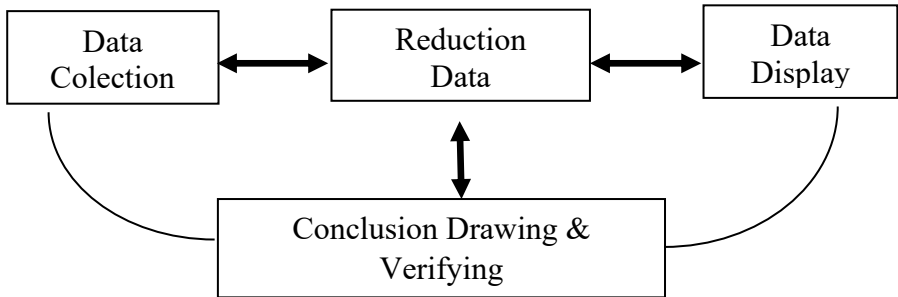 Data
Colection
Reduction
Data
Data
Display
Conclusion Drawing &
Verifying